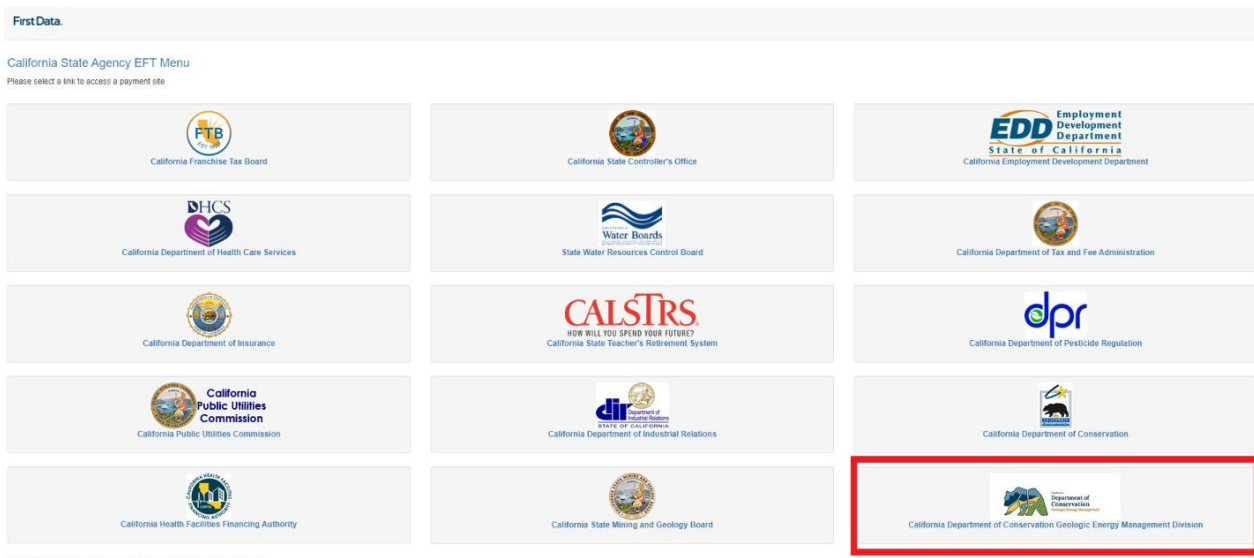 First Data.
California State Agency EFT Menu
Please select a link to access a payment site
FTB
California Franchise Tax Board
California State Controller's Office
EDD
Employment
Development
Department
State of California
California Employment Development Department
DHCS
California Department of Health Care Services
Water Boards
State Water Resources Control Board
California Department of Tax and Fee Administration
California Department of Insurance
CALSTRS.
HOW WILL YOU SPEND YOUR FUTURE?
California State Teacher's Retirement System
dpr
California Department of Pesticide Regulation
California
Public Utilities
Commission
California Public Utilities Commission
dir
Department of
Industrial Relations
STATE OF CALIFORNIA
California Department of Industrial Relations
California Department of Conservation
California Health Facilities Financing Authority
California State Mining and Geology Board
Department of
Conservation
Geologic Energy Management
California Department of Conservation Geologic Energy Management Division